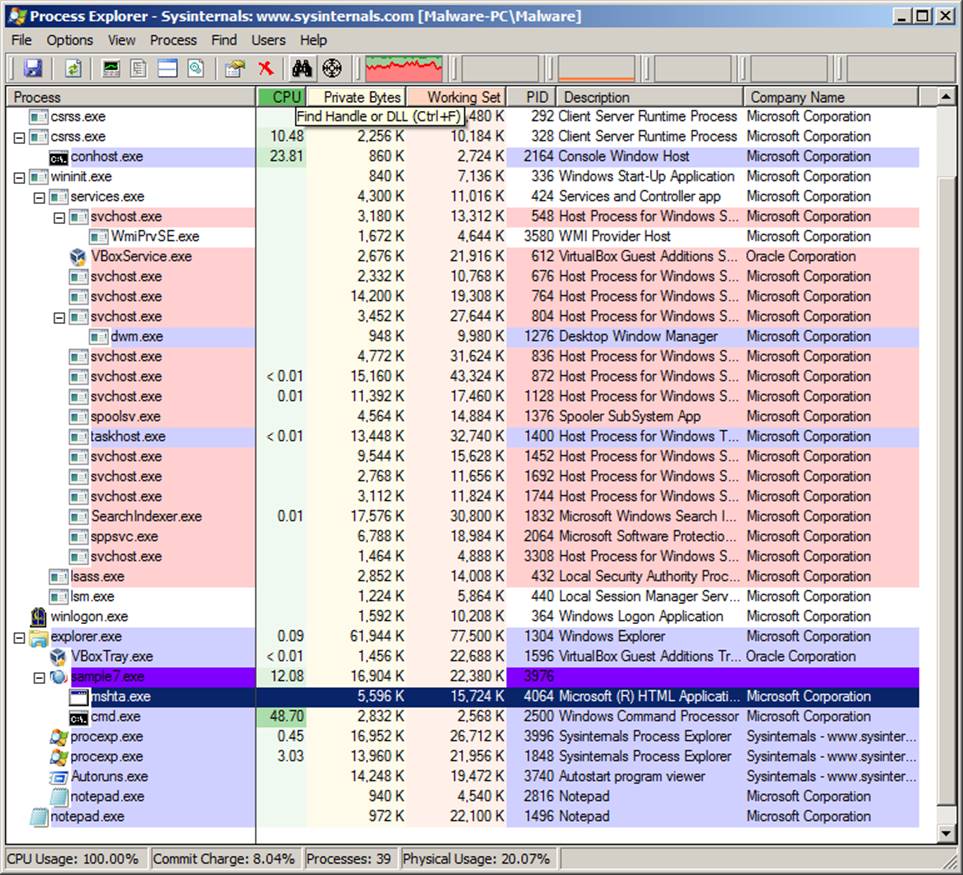 Process Explorer - Sysinternals: www.sysinternals.com [Malware-PC\Malware]
File Options View Process Find Users Help
Process CPU Private Bytes Working Set PID Description Company Name
Find Handle or DLL (Ctrl+F)
csrss.exe ,480 K 292 Client Server Runtime Process Microsoft Corporation
csrss.exe 10.48 2,256 K 10,184 K 328 Client Server Runtime Process Microsoft Corporation
conhost.exe 23.81 860 K 2,724 K 2164 Console Window Host Microsoft Corporation
wininit.exe 840 K 7,136 K 336 Windows Start-Up Application Microsoft Corporation
services.exe 4,300 K 11,016 K 424 Services and Controller app Microsoft Corporation
svchost.exe 3,180 K 13,312 K 548 Host Process for Windows S... Microsoft Corporation
WmiPrvSE.exe 1,672 K 4,644 K 3580 WMI Provider Host Microsoft Corporation
VBoxService.exe 2,676 K 21,916 K 612 VirtualBox Guest Additions S... Oracle Corporation
svchost.exe 2,332 K 10,768 K 676 Host Process for Windows S... Microsoft Corporation
svchost.exe 14,200 K 19,308 K 764 Host Process for Windows S... Microsoft Corporation
svchost.exe 3,452 K 27,644 K 804 Host Process for Windows S... Microsoft Corporation
dwm.exe 948 K 9,980 K 1276 Desktop Window Manager Microsoft Corporation
svchost.exe 4,772 K 31,624 K 836 Host Process for Windows S... Microsoft Corporation
svchost.exe < 0.01 15,160 K 43,324 K 872 Host Process for Windows S... Microsoft Corporation
svchost.exe 0.01 11,392 K 17,460 K 1128 Host Process for Windows S... Microsoft Corporation
spoolsv.exe 4,564 K 14,884 K 1376 Spooler SubSystem App Microsoft Corporation
taskhost.exe < 0.01 13,448 K 32,740 K 1400 Host Process for Windows T... Microsoft Corporation
svchost.exe 9,544 K 15,628 K 1452 Host Process for Windows S... Microsoft Corporation
svchost.exe 2,768 K 11,656 K 1692 Host Process for Windows S... Microsoft Corporation
svchost.exe 3,112 K 11,824 K 1744 Host Process for Windows S... Microsoft Corporation
SearchIndexer.exe 0.01 17,576 K 30,800 K 1832 Microsoft Windows Search I... Microsoft Corporation
sppsvc.exe 6,788 K 18,984 K 2064 Microsoft Software Protectio... Microsoft Corporation
svchost.exe 1,464 K 4,888 K 3308 Host Process for Windows S... Microsoft Corporation
lsass.exe 2,852 K 14,008 K 432 Local Security Authority Proc... Microsoft Corporation
lsm.exe 1,224 K 5,864 K 440 Local Session Manager Serv... Microsoft Corporation
winlogon.exe 1,592 K 10,208 K 364 Windows Logon Application Microsoft Corporation
explorer.exe 0.09 61,944 K 77,500 K 1304 Windows Explorer Microsoft Corporation
VBoxTray.exe < 0.01 1,456 K 22,688 K 1596 VirtualBox Guest Additions Tr... Oracle Corporation
sample7.exe 12.08 16,904 K 22,380 K 3976
mshta.exe 5,596 K 15,724 K 4064 Microsoft (R) HTML Applicati... Microsoft Corporation
cmd.exe 48.70 2,832 K 2,568 K 2500 Windows Command Processor Microsoft Corporation
procexp.exe 0.45 16,952 K 26,712 K 3996 Sysinternals Process Explorer Sysinternals - www.sysinter...
procexp.exe 3.03 13,960 K 21,956 K 1848 Sysinternals Process Explorer Sysinternals - www.sysinter...
Autoruns.exe 14,248 K 19,472 K 3740 Autostart program viewer Sysinternals - www.sysinter...
notepad.exe 940 K 4,540 K 2816 Notepad Microsoft Corporation
notepad.exe 972 K 22,100 K 1496 Notepad Microsoft Corporation
CPU Usage: 100.00% Commit Charge: 8.04% Processes: 39 Physical Usage: 20.07%